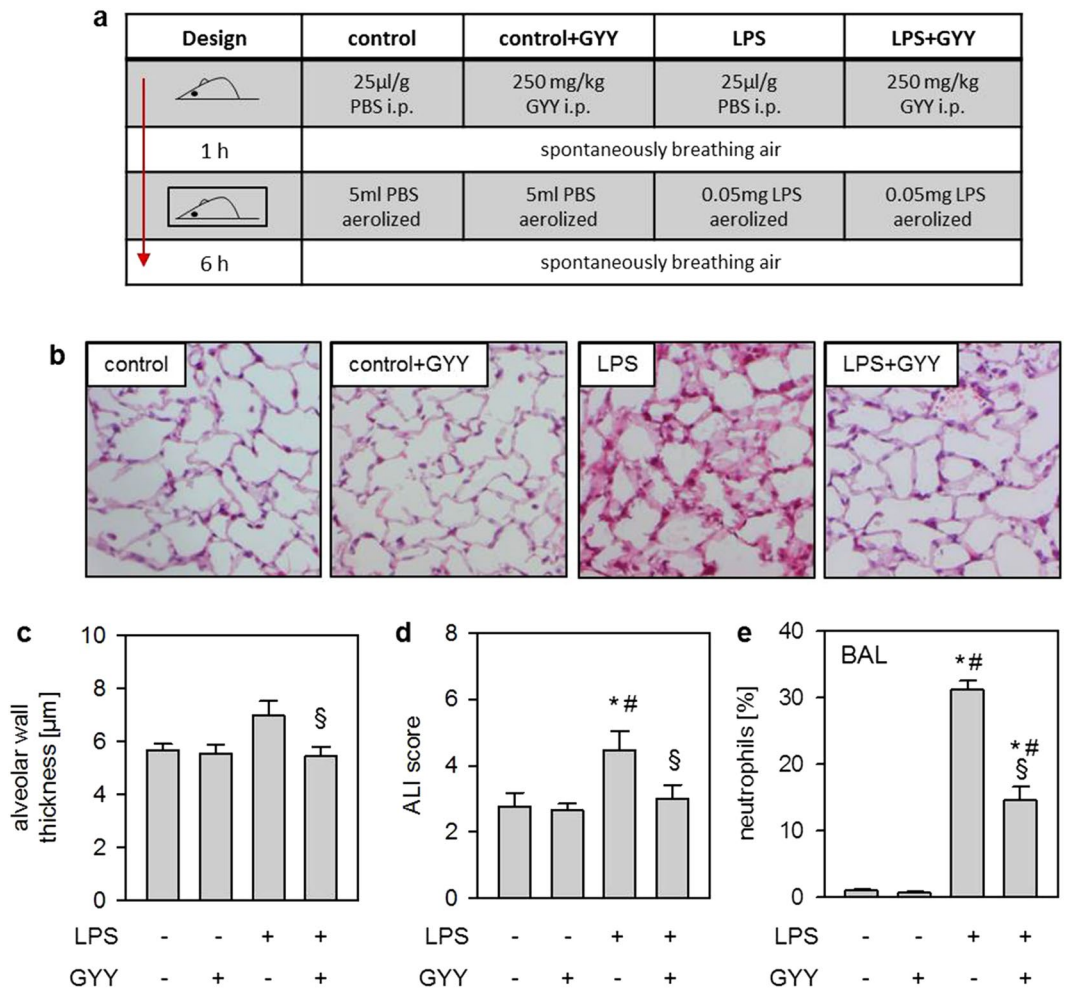 a
Design control control+GYY LPS LPS+GYY
25µl/g 250 mg/kg 25µl/g 250 mg/kg
PBS i.p. GYY i.p. PBS i.p. GYY i.p.
1 h spontaneously breathing air
5ml PBS 5ml PBS 0.05mg LPS 0.05mg LPS
aerolized aerolized aerolized aerolized
6 h spontaneously breathing air
b
control control+GYY LPS LPS+GYY
c
alveolar wall
thickness [µm]
10
8
6
4
2
0
§
LPS - - + +
GYY - + - +
d
ALI score
8
6
4
2
0
*#
§
LPS - - + +
GYY - + - +
e
neutrophils [%]
40
30
20
10
0
BAL
*#
*#
§
LPS - - + +
GYY - + - +